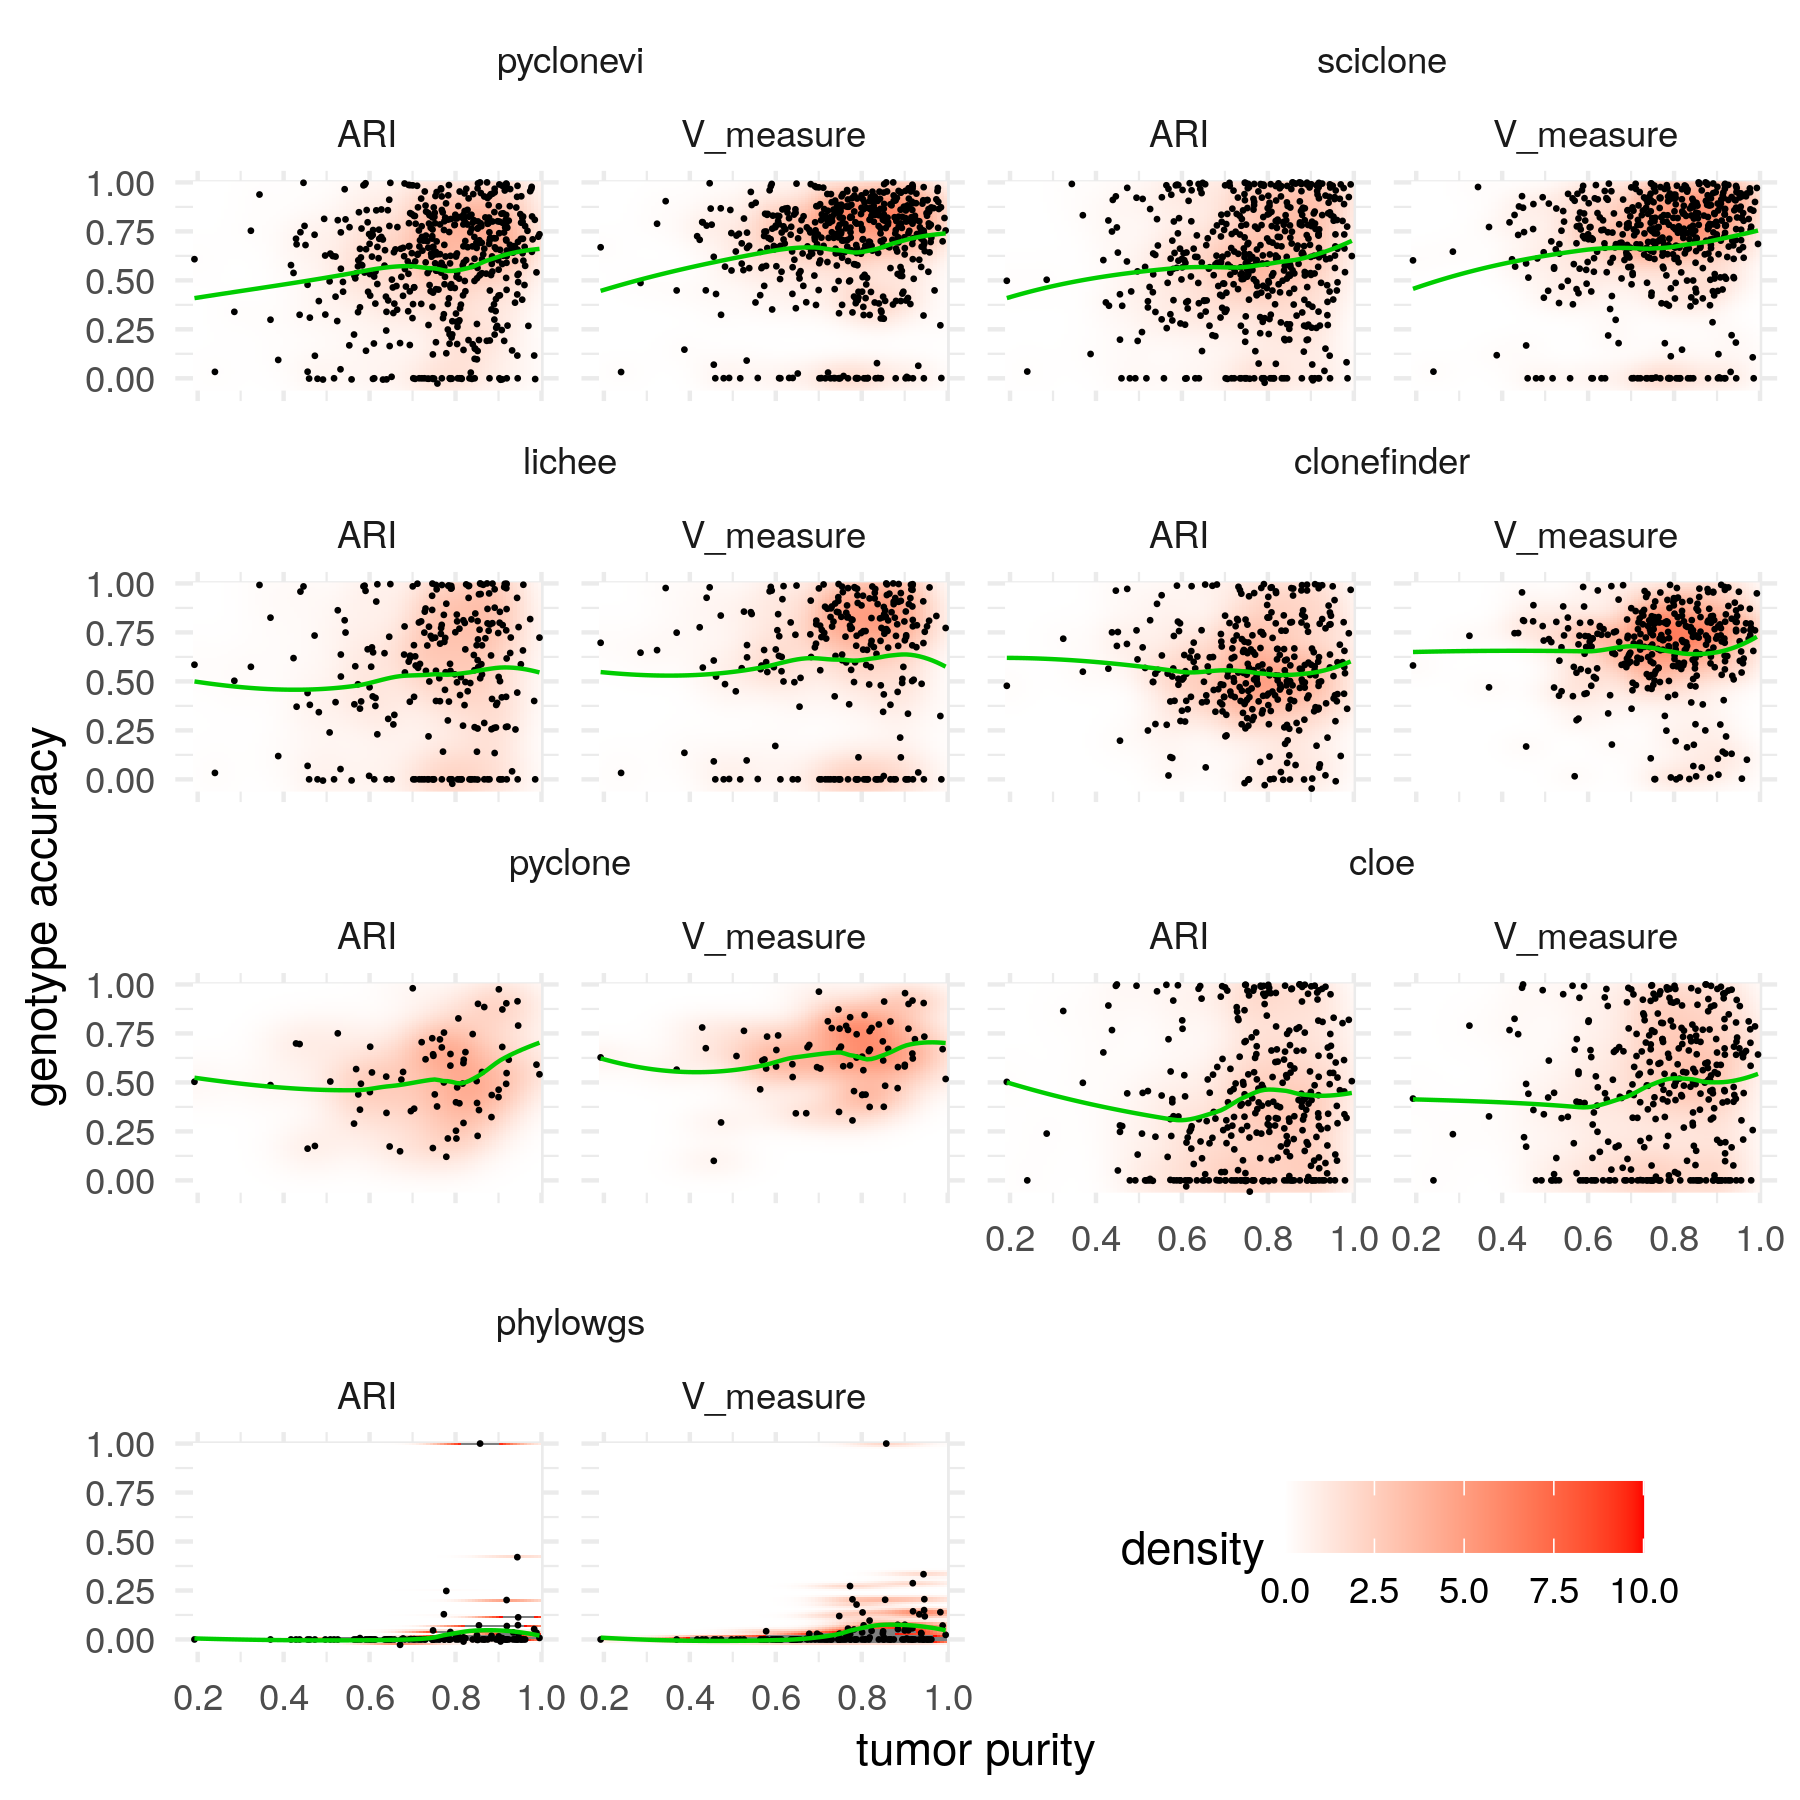 pyclonevi sciclone
ARI V_measure ARI V_measure
1.00
0.75
0.50
0.25
0.00
lichee clonefinder
ARI V_measure ARI V_measure
1.00
0.75
0.50
0.25
0.00
genotype accuracy
pyclone cloe
ARI V_measure ARI V_measure
1.00
0.75
0.50
0.25
0.00
0.2 0.4 0.6 0.8 1.0 0.2 0.4 0.6 0.8 1.0
phylowgs
ARI V_measure
1.00
0.75
0.50
0.25
0.00
0.2 0.4 0.6 0.8 1.0 0.2 0.4 0.6 0.8 1.0
density
0.0 2.5 5.0 7.5 10.0
tumor purity